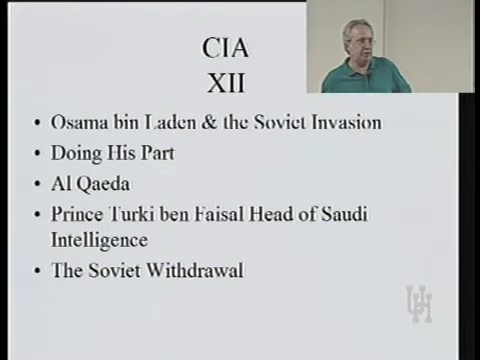 CIA
XII
• Osama bin Laden & the Soviet Invasion
• Doing His Part
• Al Qaeda
• Prince Turki ben Faisal Head of Saudi
Intelligence
• The Soviet Withdrawal
UH